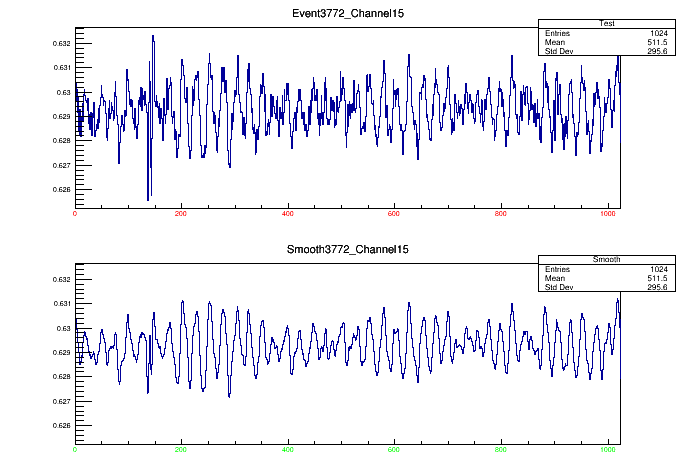 Event3772_Channel15
Test
Entries 1024
Mean 511.5
Std Dev 295.6
0.632
0.631
0.63
0.629
0.628
0.627
0.626
0 200 400 600 800 1000
Smooth3772_Channel15
Smooth
Entries 1024
Mean 511.5
Std Dev 295.6
0.632
0.631
0.63
0.629
0.628
0.627
0.626
0 200 400 600 800 1000